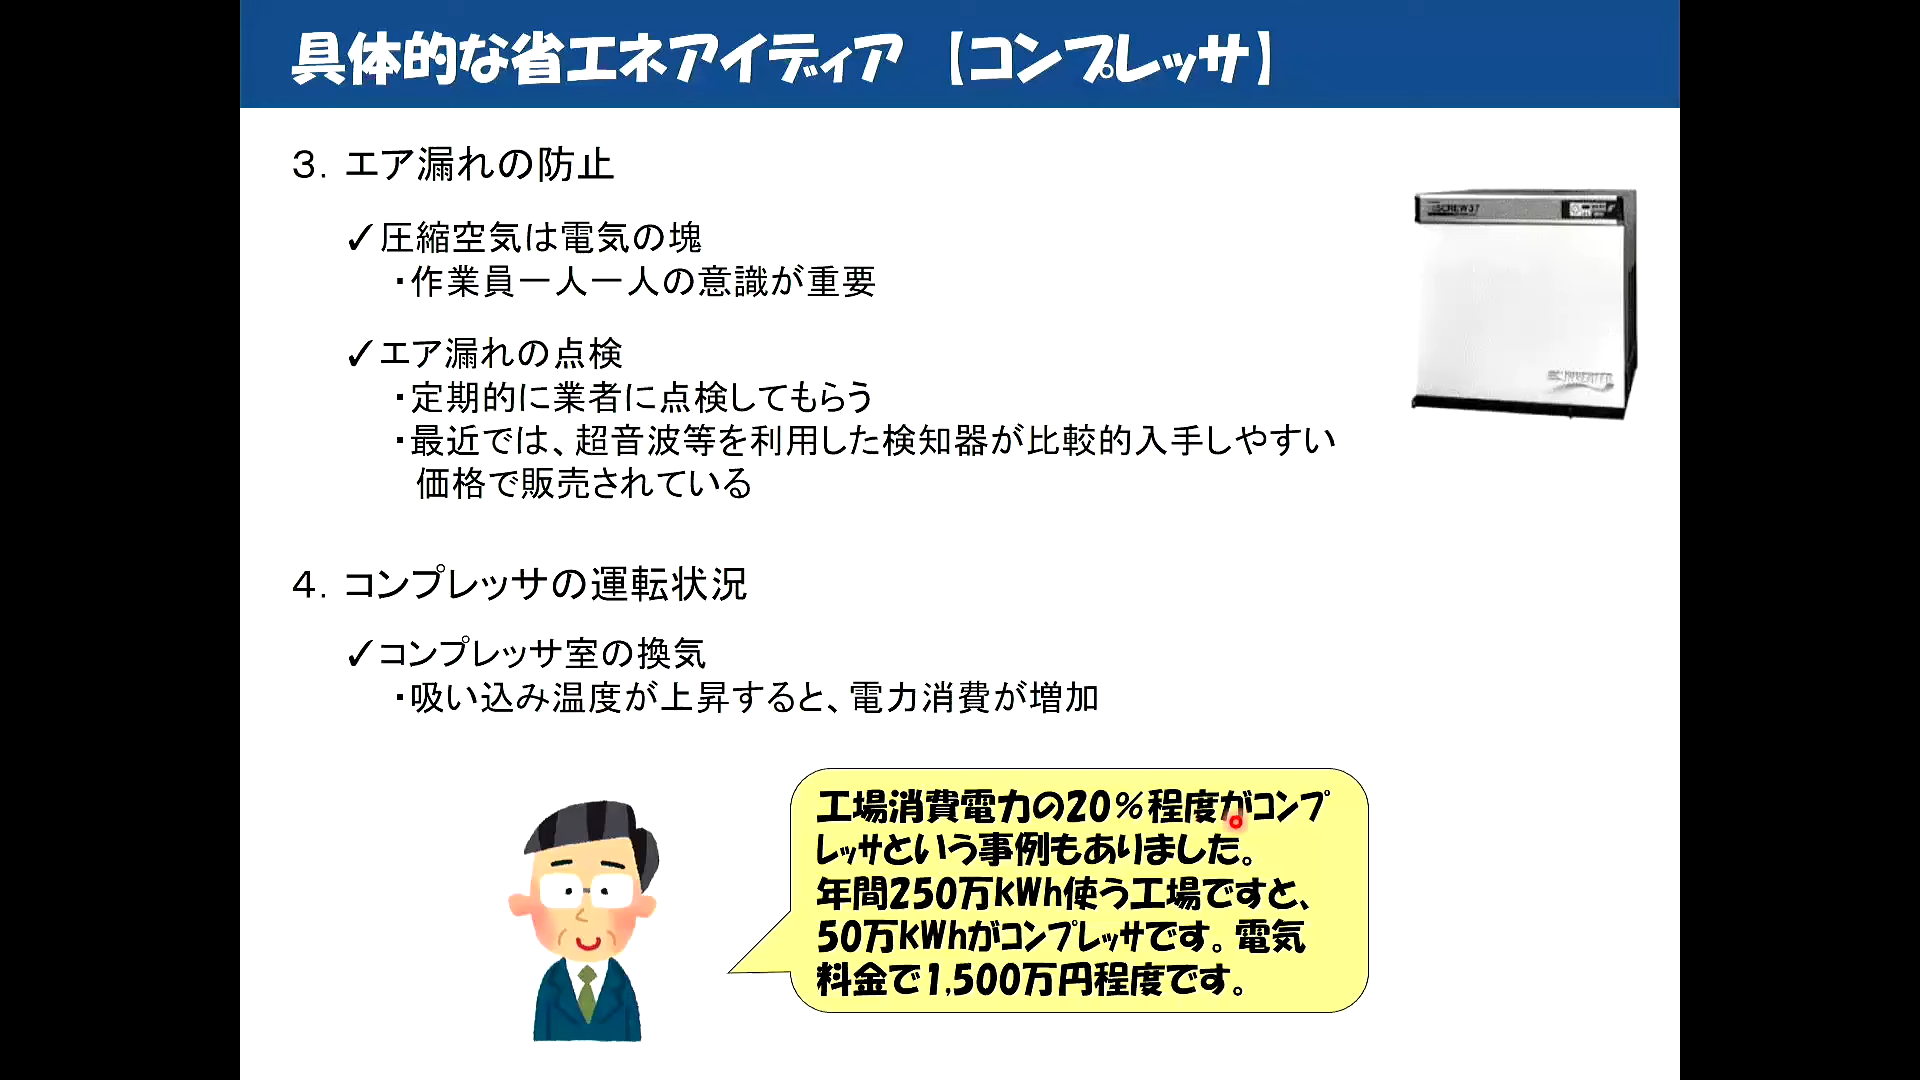 具体的な省エネアイディア 【コンプレッサ】
３．エア漏れの防止
✓圧縮空気は電気の塊
・作業員一人一人の意識が重要
SCREW37
✓エア漏れの点検
・定期的に業者に点検してもらう
INVERTER
・最近では、超音波等を利用した検知器が比較的入手しやすい
価格で販売されている
４．コンプレッサの運転状況
✓コンプレッサ室の換気
・吸い込み温度が上昇すると、電力消費が増加
工場消費電力の20％程度がコンプ
レッサという事例もありました。
年間250万kWh使う工場ですと、
50万kWhがコンプレッサです。電気
料金で1,500万円程度です。